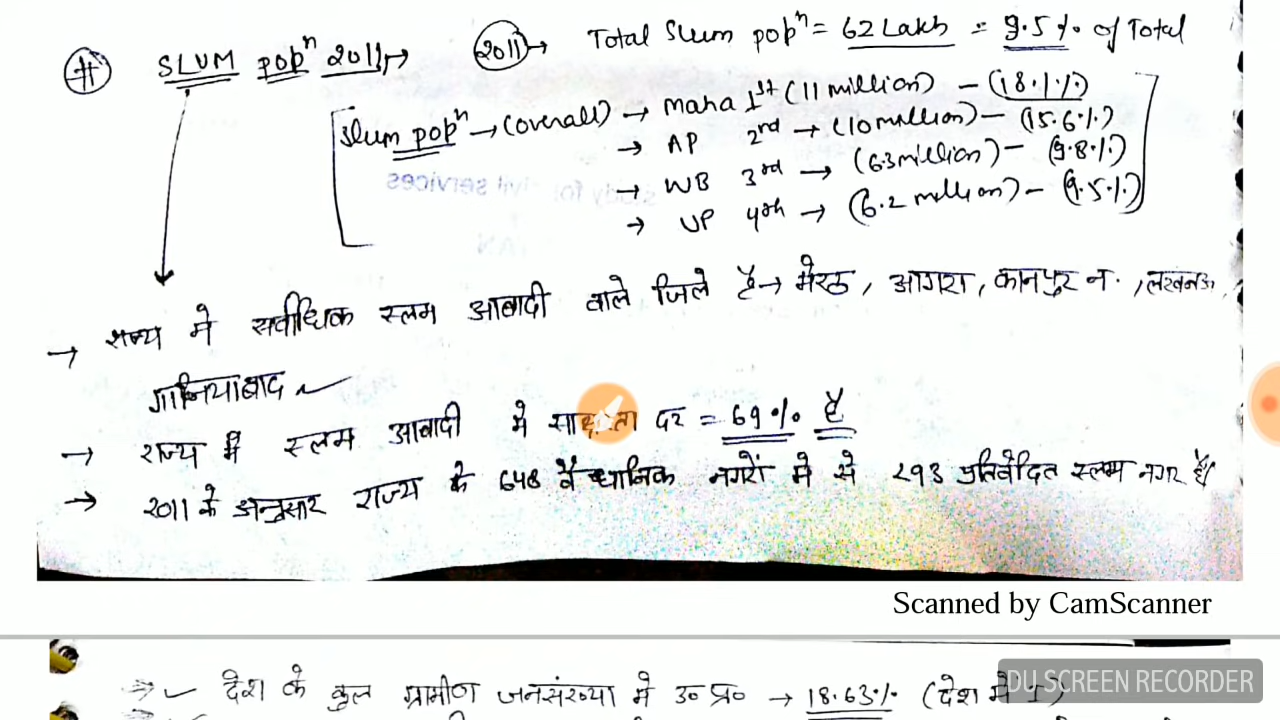 # SLUM popⁿ 2011 → 2011 → Total Slum popⁿ = 62 Lakh = 9.5% of Total
Slum popⁿ → (overall) → Maha 1st (11 million) – (18.1%)
→ AP 2nd → (10 million) – (15.6%)
→ WB 3rd → (6.3 million) – (9.8%)
→ UP 4th → (6.2 million) – (9.5%)
→ राज्य मे सर्वाधिक स्लम आबादी वाले जिले है → मेरठ, आगरा, कानपुर न., लखनऊ,
गाजियाबाद
→ राज्य में स्लम आबादी मे साक्षरता दर = 69% है
→ 2011 के अनुसार राज्य के 648 वैधानिक नगरों मे से 293 प्रतिवेदित स्लम नगर है
Scanned by CamScanner
देश के कुल ग्रामीण जनसंख्या मे उ०प्र० → 18.63% (देश मे I)
DU SCREEN RECORDER